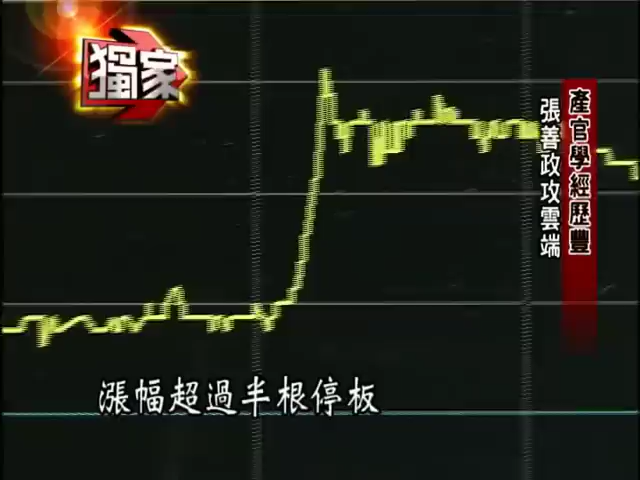 獨家
產官學經歷豐
張善政攻雲端
漲幅超過半根停板